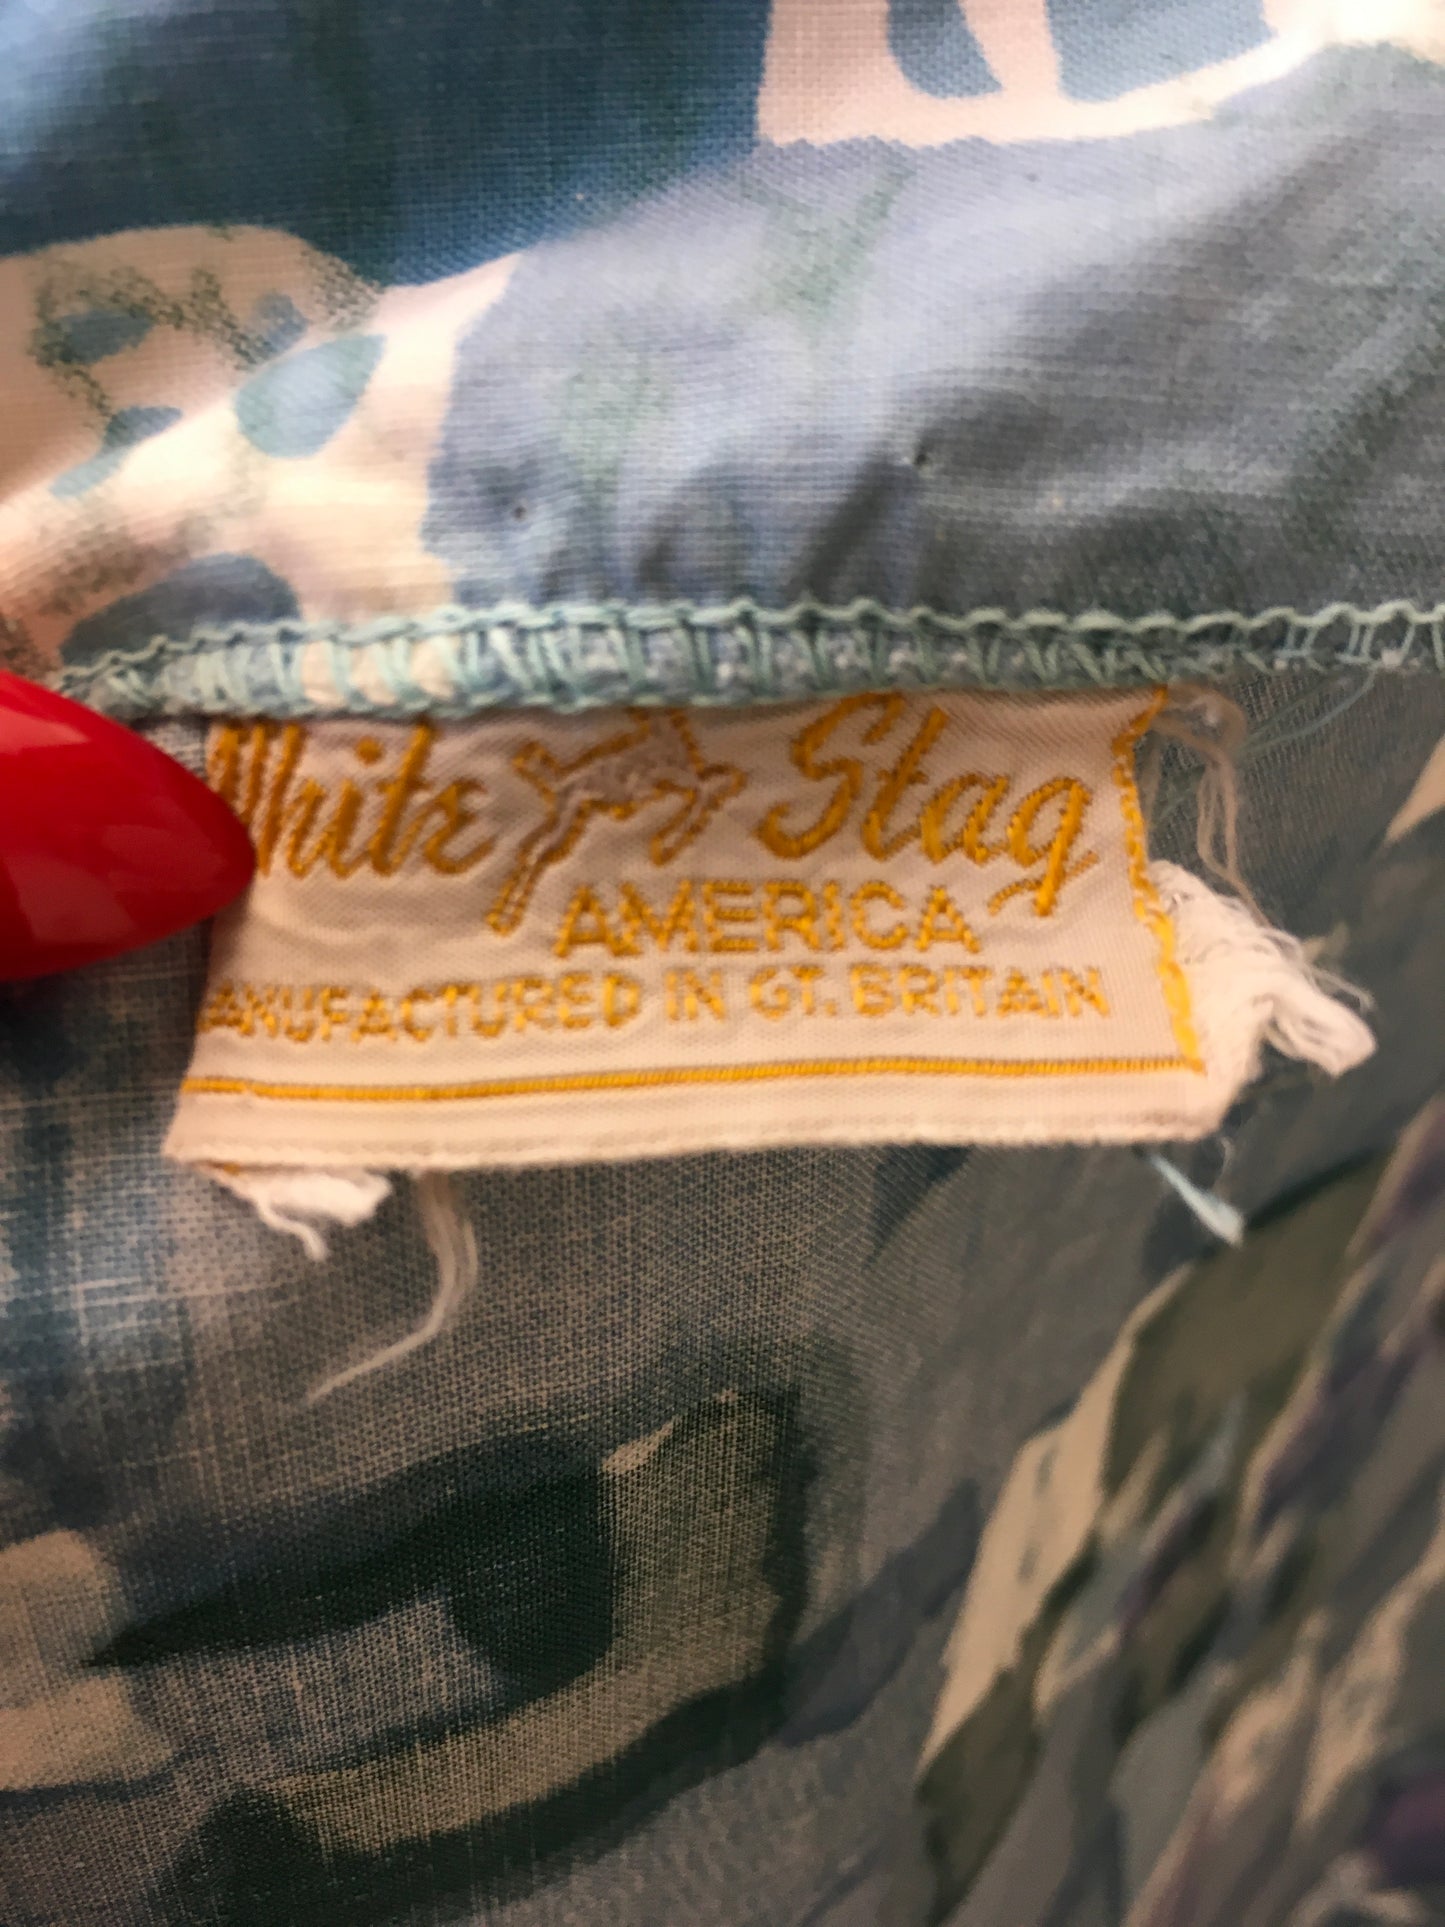 White Stag
AMERICA
MANUFACTURED IN GT. BRITAIN